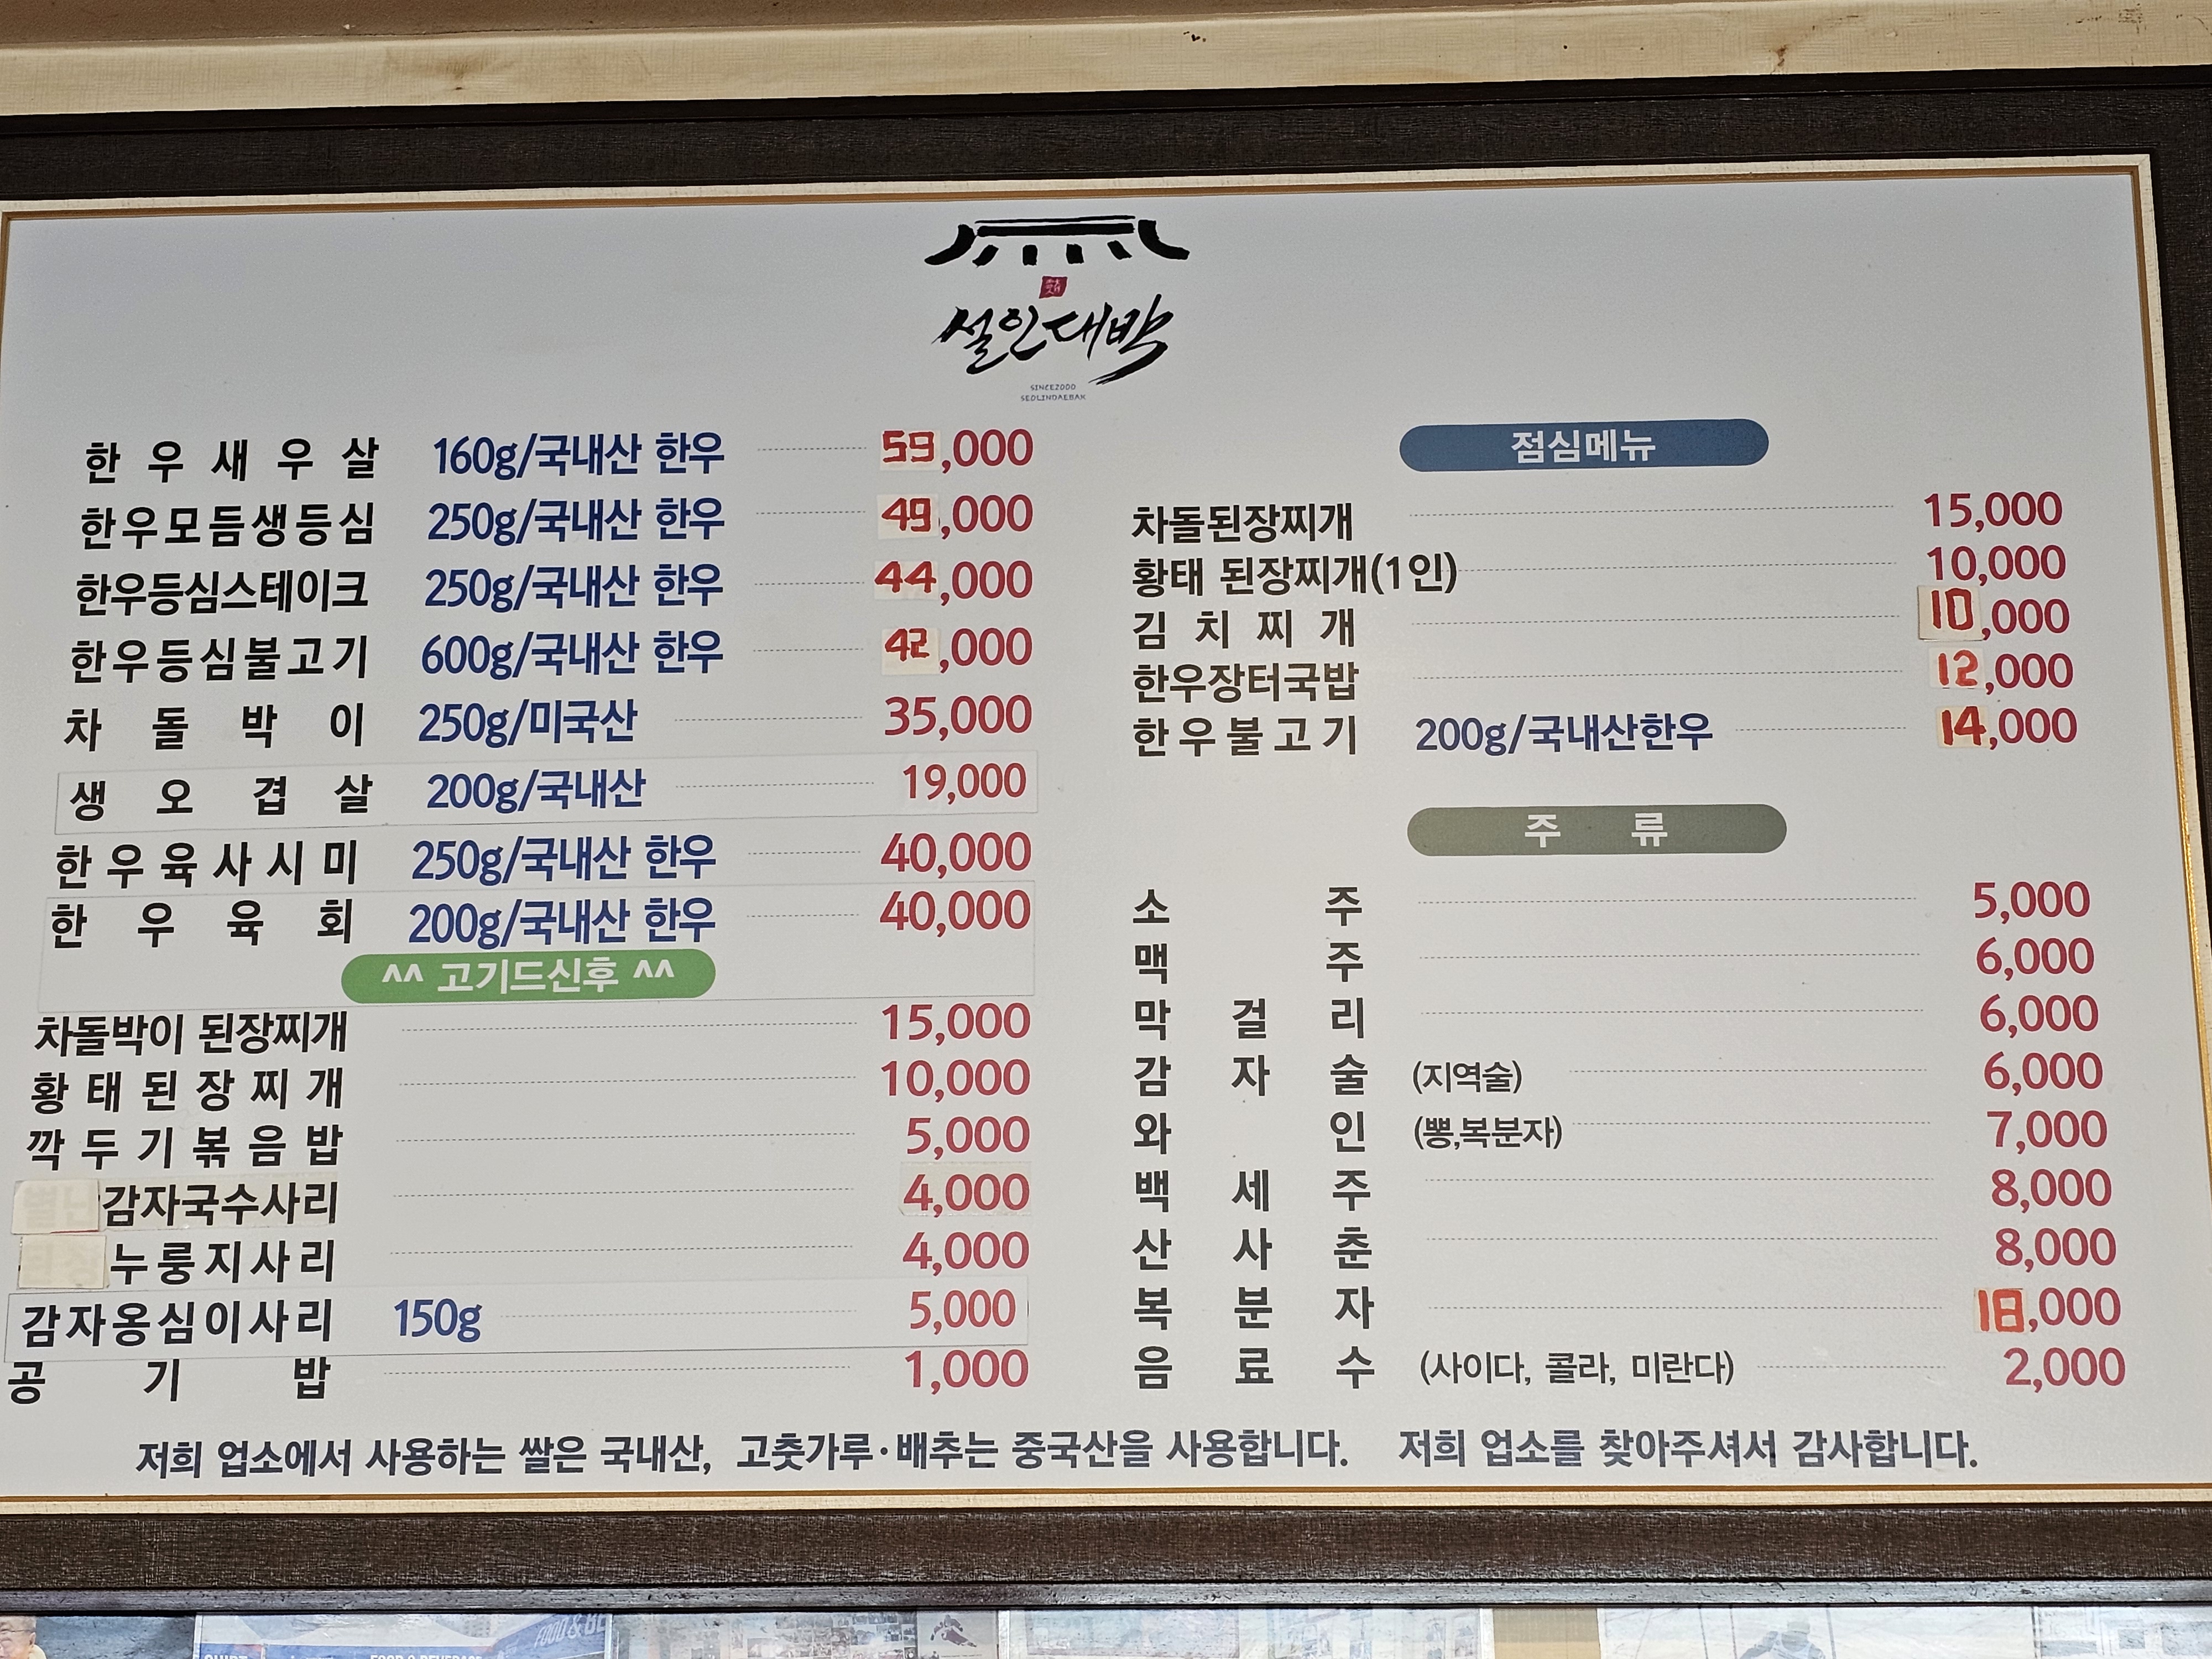 설인대박
SINCE2000
SEOLINDAEBAK
한우새우살 160g/국내산 한우 59,000
한우모듬생등심 250g/국내산 한우 49,000
한우등심스테이크 250g/국내산 한우 44,000
한우등심불고기 600g/국내산 한우 42,000
차돌박이 250g/미국산 35,000
생오겹살 200g/국내산 19,000
한우육사시미 250g/국내산 한우 40,000
한우육회 200g/국내산 한우 40,000
^^ 고기드신후 ^^
차돌박이 된장찌개 15,000
황태된장찌개 10,000
깍두기볶음밥 5,000
감자국수사리 4,000
누룽지사리 4,000
감자옹심이사리 150g 5,000
공기밥 1,000
점심메뉴
차돌된장찌개 15,000
황태 된장찌개(1인) 10,000
김치찌개 10,000
한우장터국밥 12,000
한우불고기 200g/국내산한우 14,000
주류
소주 5,000
맥주 6,000
막걸리 6,000
감자술 (지역술) 6,000
와인 (뽕,복분자) 7,000
백세주 8,000
산사춘 8,000
복분자 18,000
음료수 (사이다, 콜라, 미란다) 2,000
저희 업소에서 사용하는 쌀은 국내산, 고춧가루·배추는 중국산을 사용합니다. 저희 업소를 찾아주셔서 감사합니다.
FOOD & BE